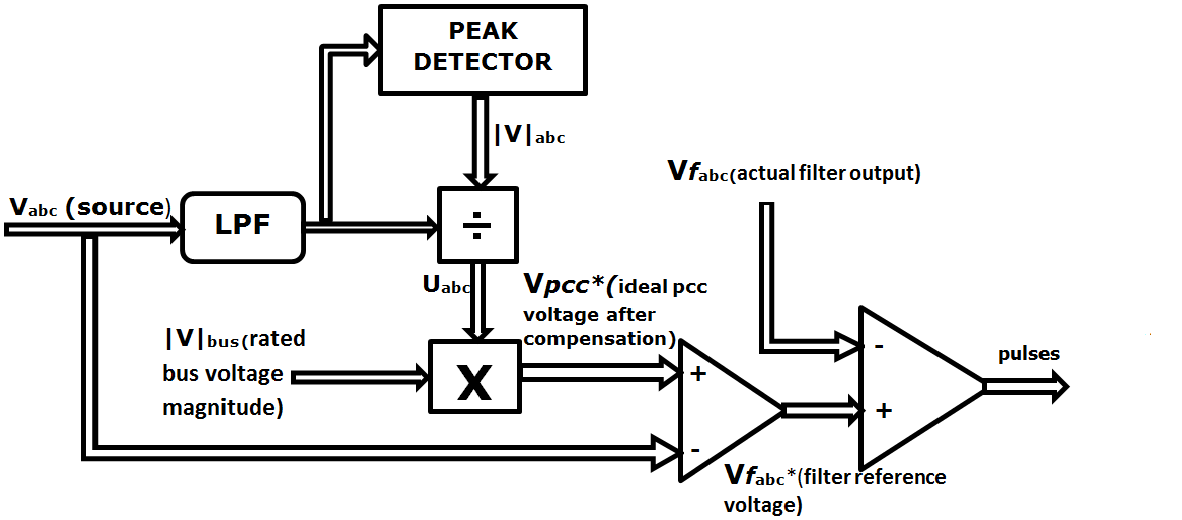 PEAK
DETECTOR
|V|abc
Vfabc(actual filter output)
Vabc (source)
LPF
÷
Uabc
Vpcc*(ideal pcc
voltage after
compensation)
|V|bus(rated
bus voltage
magnitude)
X
+
-
-
+
pulses
Vfabc*(filter reference
voltage)